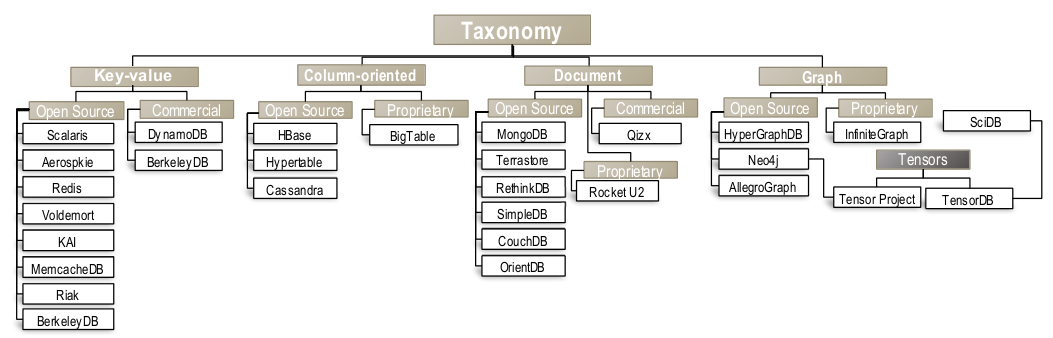 Taxonomy
Key-value
Open Source
Scalaris
Aerospkie
Redis
Voldemort
KAI
MemcacheDB
Riak
BerkeleyDB
Commercial
DynamoDB
BerkeleyDB
Column-oriented
Open Source
HBase
Hypertable
Cassandra
Proprietary
BigTable
Document
Open Source
MongoDB
Terrastore
RethinkDB
SimpleDB
CouchDB
OrientDB
Commercial
Qizx
Proprietary
Rocket U2
Graph
Open Source
HyperGraphDB
Neo4j
AllegroGraph
Proprietary
InfiniteGraph
SciDB
Tensors
Tensor Project
TensorDB